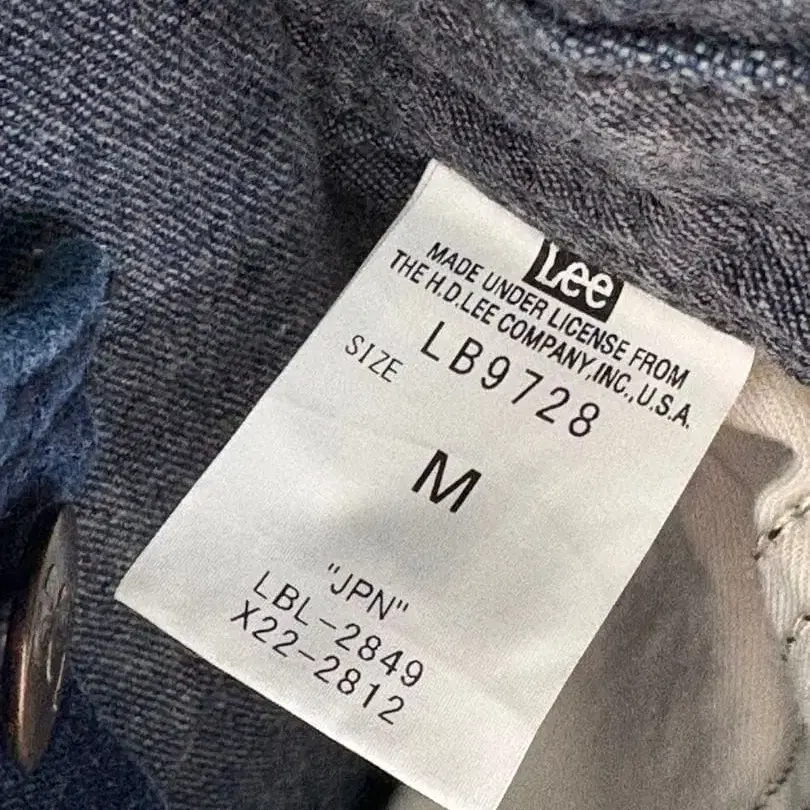 Lee
MADE UNDER LICENSE FROM
THE H.D.LEE COMPANY,INC.,U.S.A.
LB9728
SIZE
M
"JPN"
LBL-2849
X22-2812